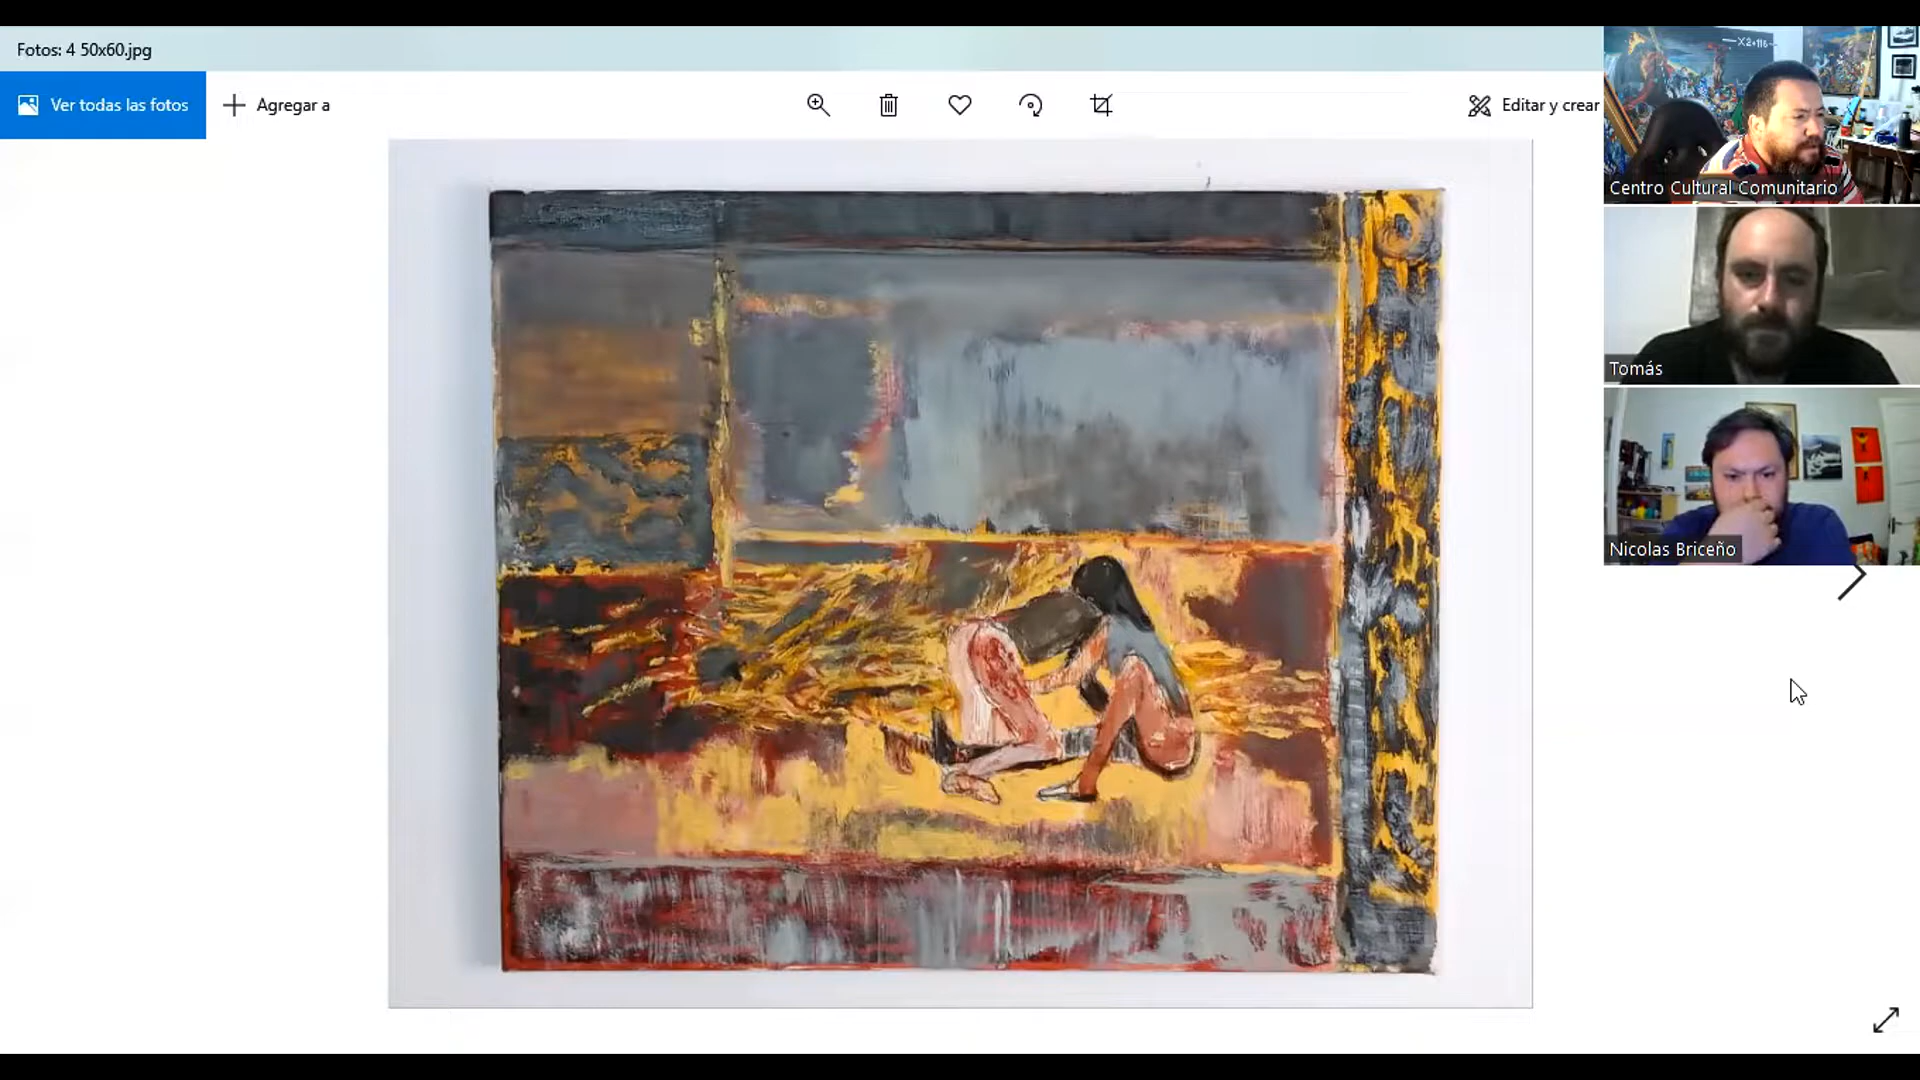 Fotos: 4 50x60.jpg
Ver todas las fotos
Agregar a
Editar y crear
Centro Cultural Comunitario
Tomás
Nicolas Briceño